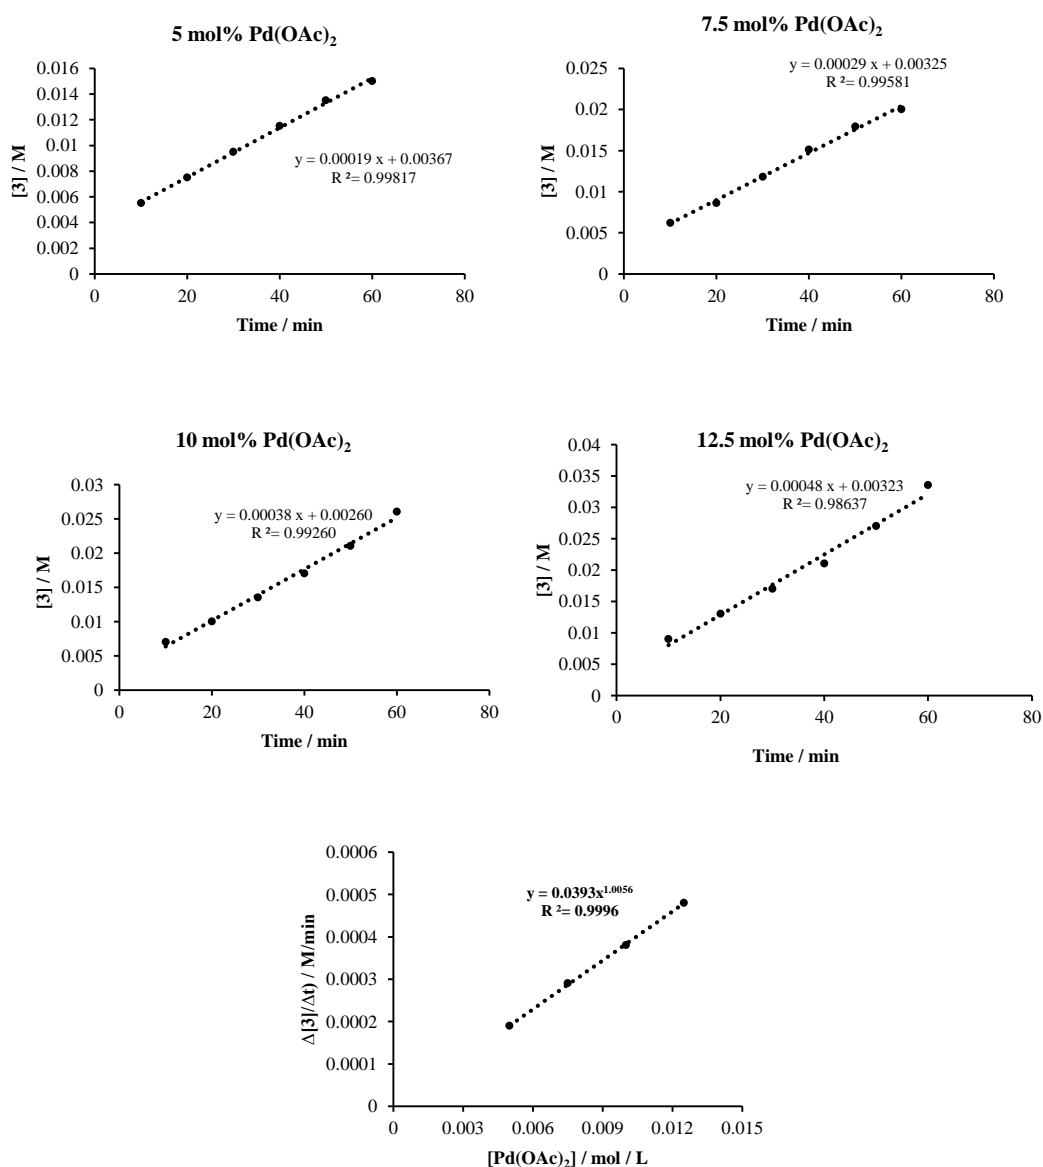 5 mol% Pd(OAc)₂
0.016
0.014
0.012
0.01
0.008
0.006
0.004
0.002
0
[3] / M
y = 0.00019 x + 0.00367
R ²= 0.99817
0 20 40 60 80
Time / min
7.5 mol% Pd(OAc)₂
y = 0.00029 x + 0.00325
R ²= 0.99581
0.025
0.02
0.015
0.01
0.005
0
[3] / M
0 20 40 60 80
Time / min
10 mol% Pd(OAc)₂
0.03
0.025
0.02
0.015
0.01
0.005
0
[3] / M
y = 0.00038 x + 0.00260
R ²= 0.99260
0 20 40 60 80
Time / min
12.5 mol% Pd(OAc)₂
0.04
0.035
0.03
0.025
0.02
0.015
0.01
0.005
0
[3] / M
y = 0.00048 x + 0.00323
R ²= 0.98637
0 20 40 60 80
Time / min
0.0006
0.0005
0.0004
0.0003
0.0002
0.0001
0
Δ[3]/Δt) / M/min
y = 0.0393x¹·⁰⁰⁵⁶
R ²= 0.9996
0 0.003 0.006 0.009 0.012 0.015
[Pd(OAc)₂] / mol / L